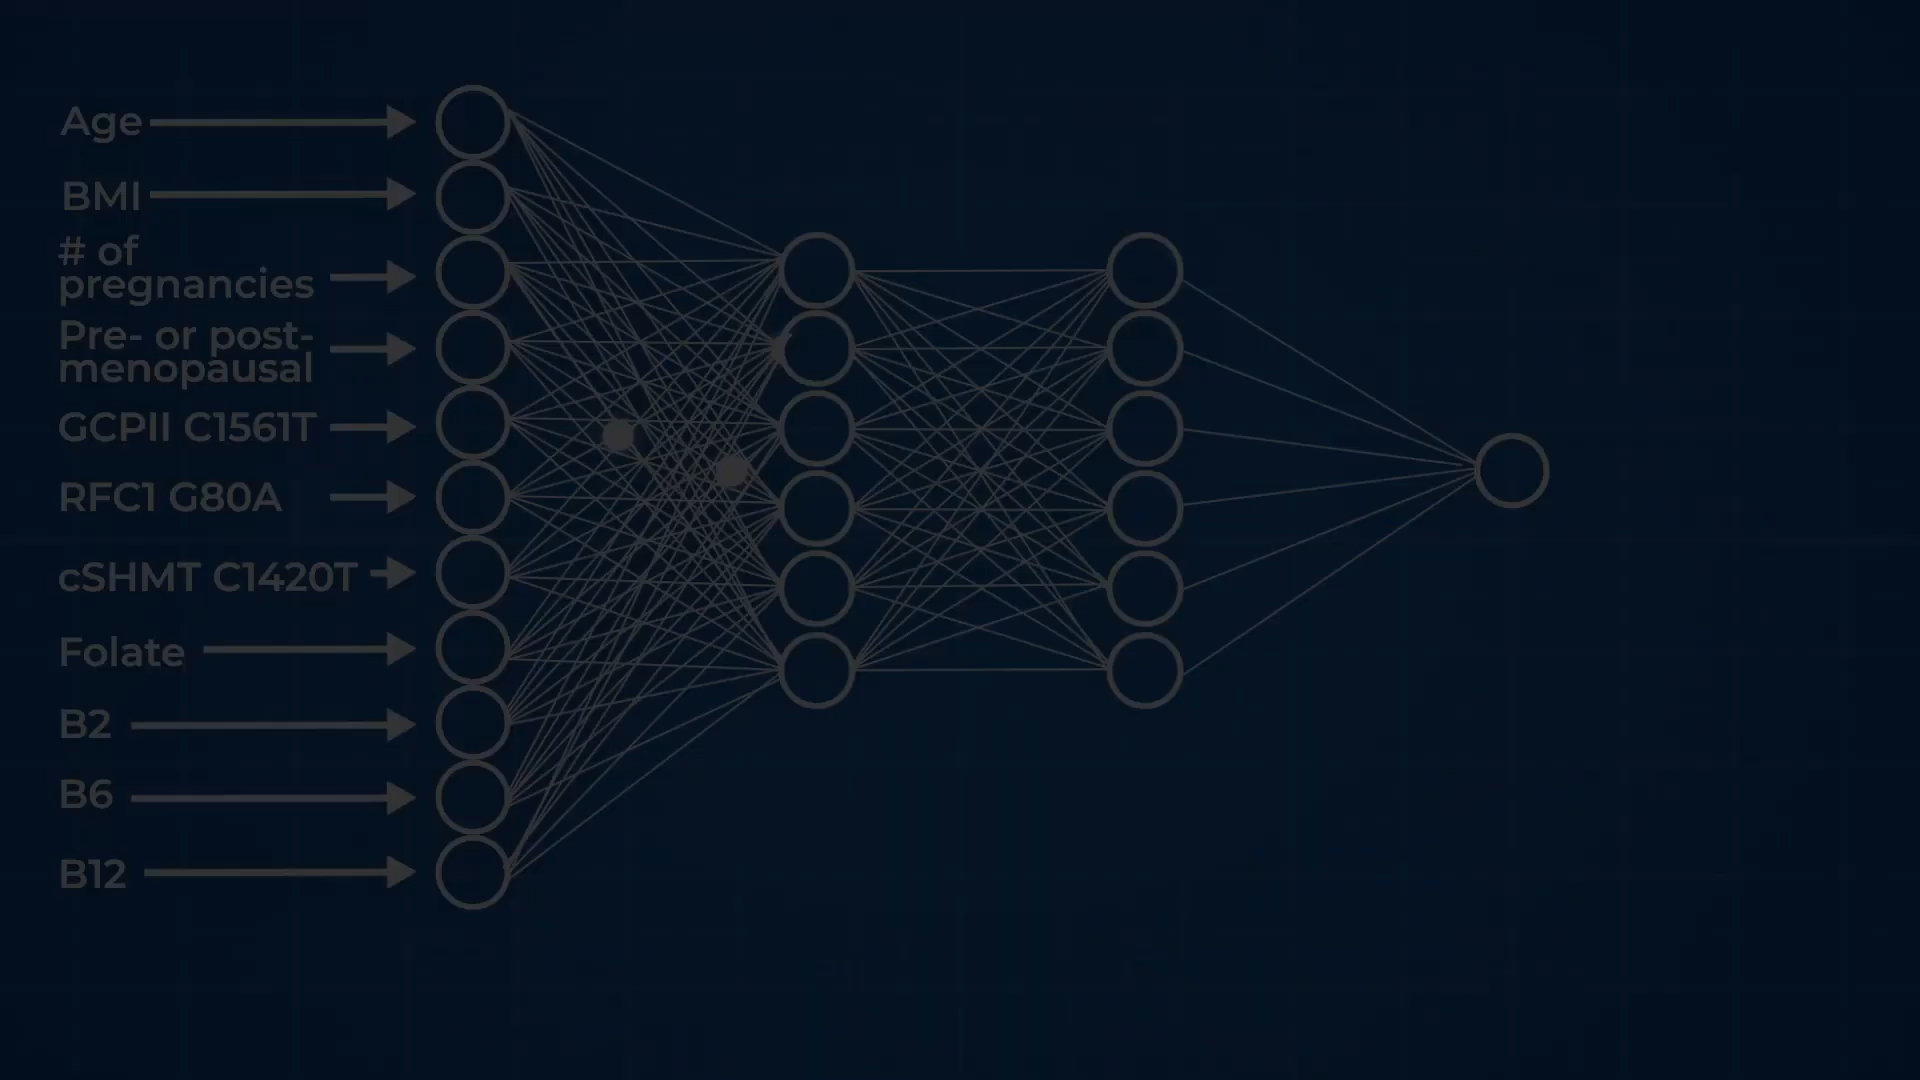 Age
BMI
# of
pregnancies
Pre- or post-
menopausal
GCPII C1561T
RFC1 G80A
cSHMT C1420T
Folate
B2
B6
B12